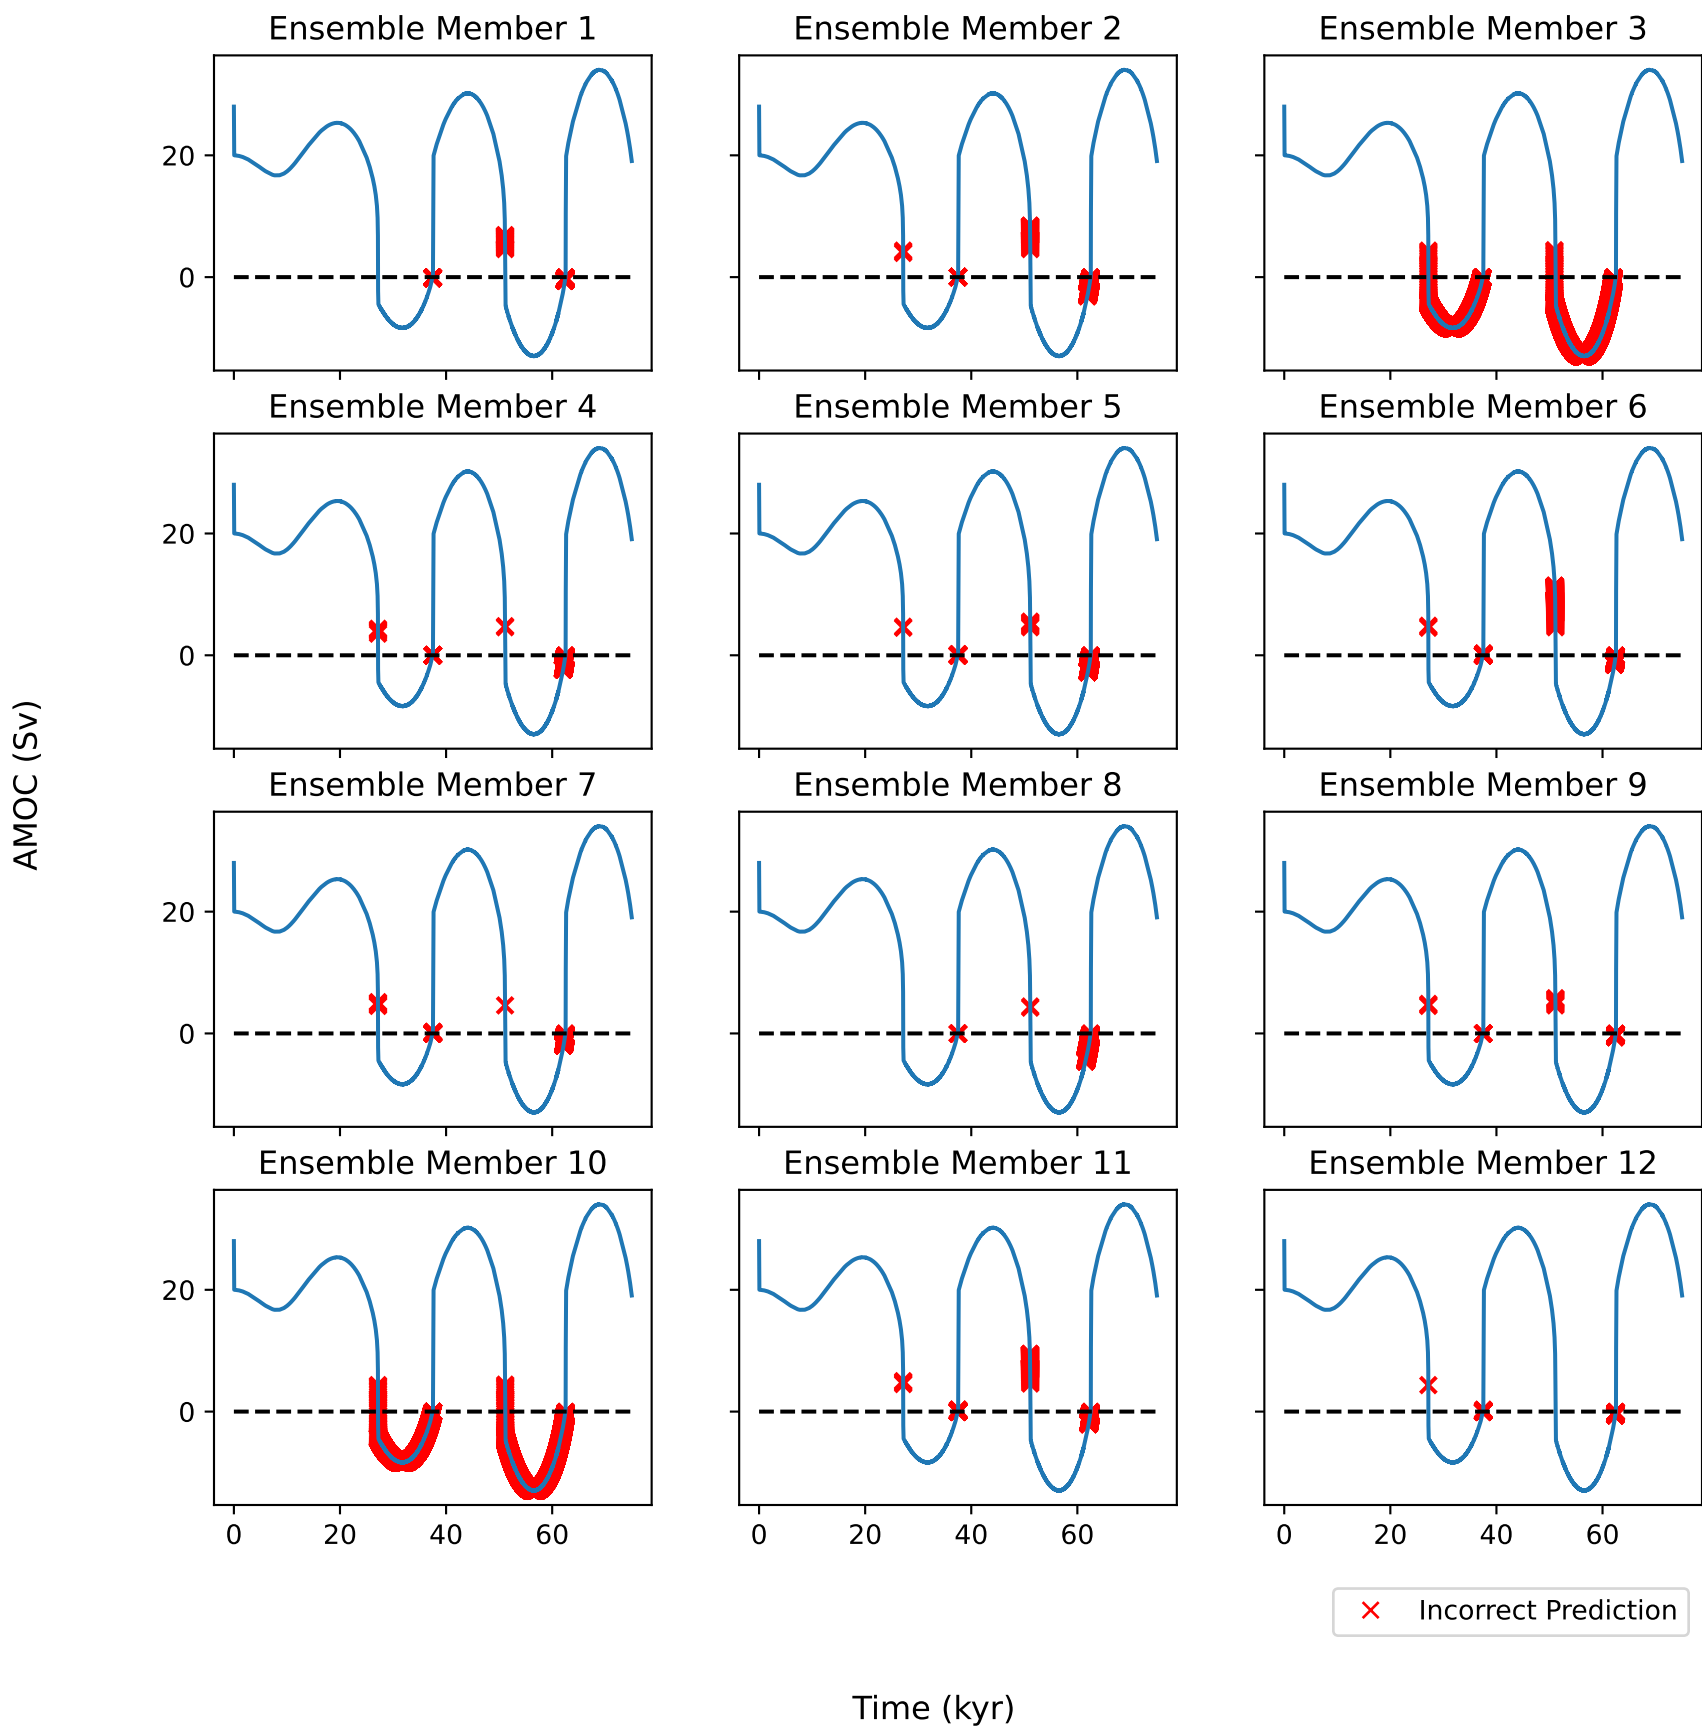 Ensemble Member 1
Ensemble Member 2
Ensemble Member 3
20
0
Ensemble Member 4
Ensemble Member 5
Ensemble Member 6
20
0
AMOC (Sv)
Ensemble Member 7
Ensemble Member 8
Ensemble Member 9
20
0
Ensemble Member 10
Ensemble Member 11
Ensemble Member 12
20
0
0 20 40 60
0 20 40 60
0 20 40 60
Incorrect Prediction
Time (kyr)